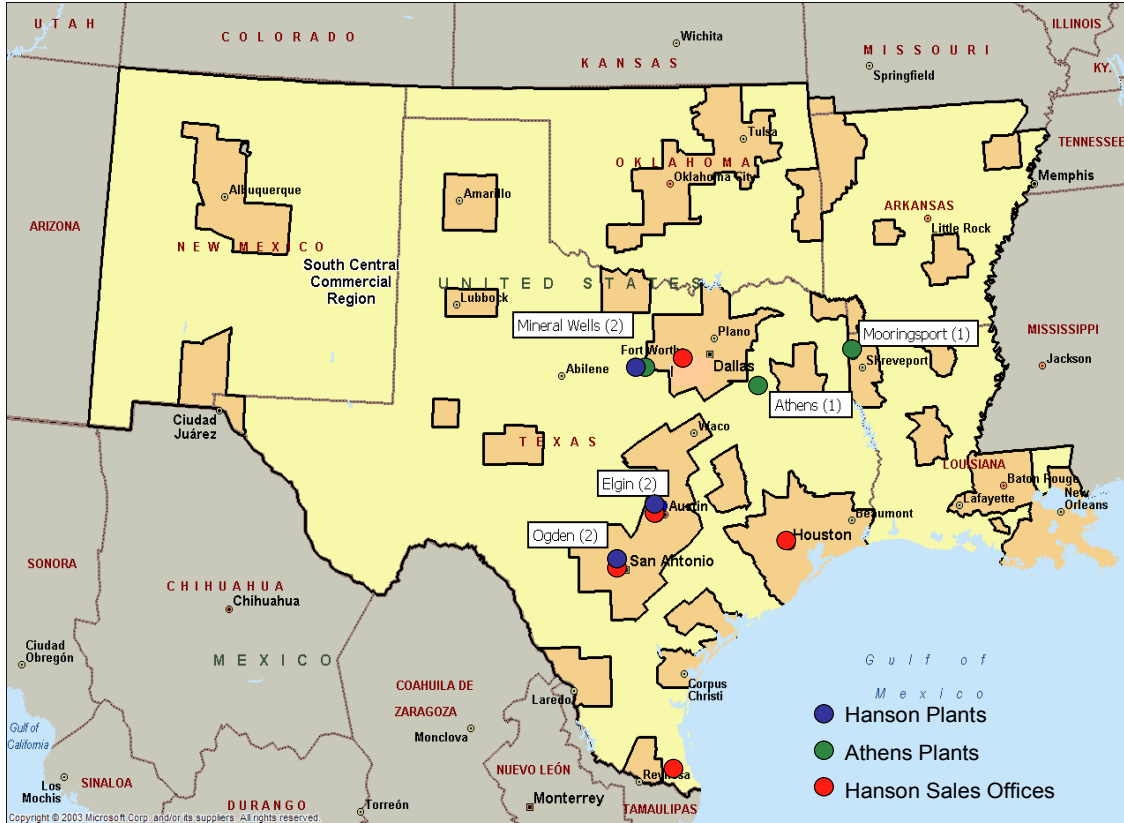 UTAH
COLORADO
Wichita
KANSAS
MISSOURI
Springfield
ILLINOIS
KY.
TENNESSEE
Memphis
Tulsa
OKLAHOMA
Oklahoma City
Albuquerque
Amarillo
ARIZONA
NEW MEXICO
ARKANSAS
Little Rock
South Central
Commercial
Region
UNITED STATES
Lubbock
Mineral Wells (2)
Plano
Fort Worth
Dallas
Abilene
Mooringsport (1)
Shreveport
MISSISSIPPI
Jackson
Athens (1)
Ciudad
Juárez
TEXAS
Waco
LOUISIANA
Baton Rouge
New
Orleans
Lafayette
Elgin (2)
Austin
Beaumont
Houston
Ogden (2)
San Antonio
SONORA
CHIHUAHUA
Chihuahua
Ciudad
Obregón
MEXICO
COAHUILA DE
ZARAGOZA
Monclova
Laredo
Corpus
Christi
Gulf of
Mexico
Gulf of
California
Los
Mochis
SINALOA
DURANGO
Torreón
NUEVO LEÓN
Monterrey
Reynosa
TAMAULIPAS
Hanson Plants
Athens Plants
Hanson Sales Offices
Copyright © 2003 Microsoft Corp. and/or its suppliers. All rights reserved.